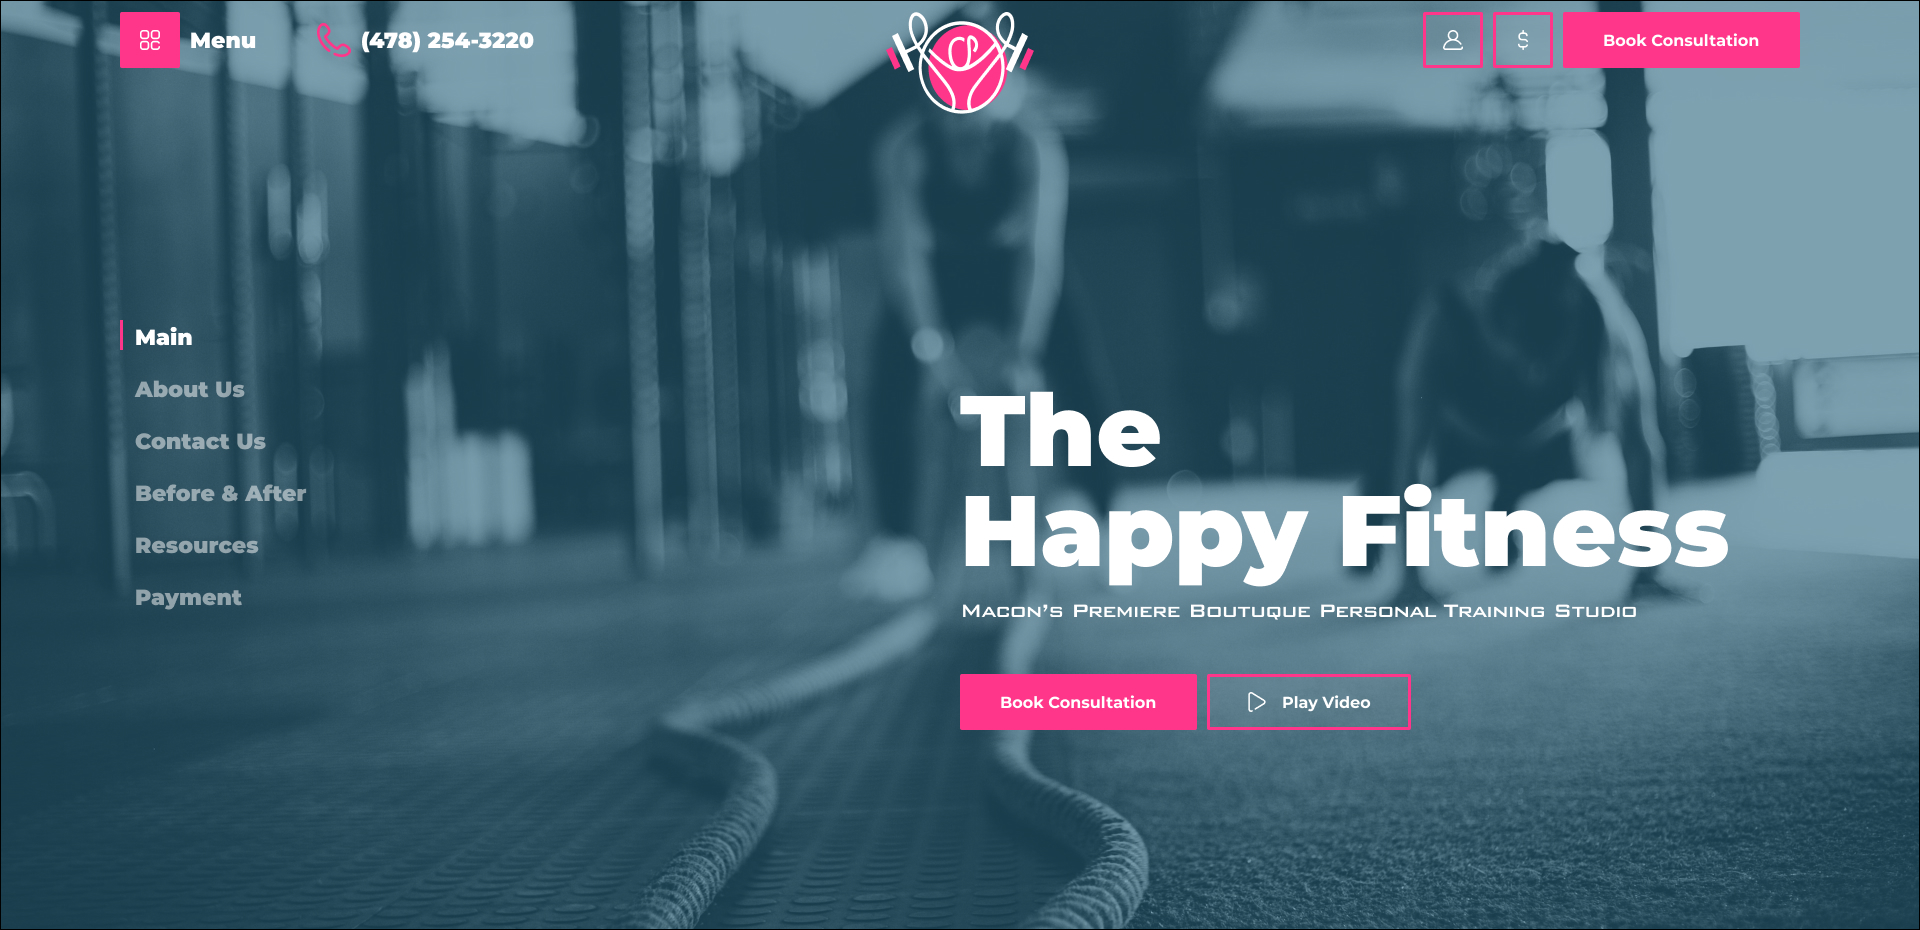 Menu
(478) 254-3220
$
Book Consultation
Main
About Us
Contact Us
Before & After
Resources
Payment
The
Happy Fitness
Macon's Premiere Boutuque Personal Training Studio
Book Consultation
Play Video